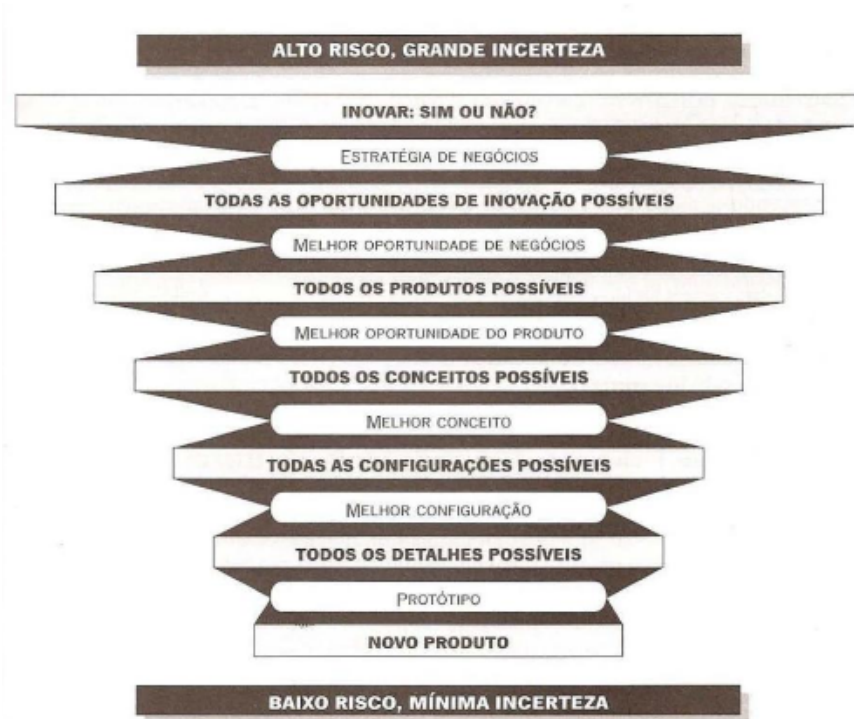 ALTO RISCO, GRANDE INCERTEZA
INOVAR: SIM OU NÃO?
ESTRATÉGIA DE NEGÓCIOS
TODAS AS OPORTUNIDADES DE INOVAÇÃO POSSÍVEIS
MELHOR OPORTUNIDADE DE NEGÓCIOS
TODOS OS PRODUTOS POSSÍVEIS
MELHOR OPORTUNIDADE DO PRODUTO
TODOS OS CONCEITOS POSSÍVEIS
MELHOR CONCEITO
TODAS AS CONFIGURAÇÕES POSSÍVEIS
MELHOR CONFIGURAÇÃO
TODOS OS DETALHES POSSÍVEIS
PROTÓTIPO
NOVO PRODUTO
BAIXO RISCO, MÍNIMA INCERTEZA